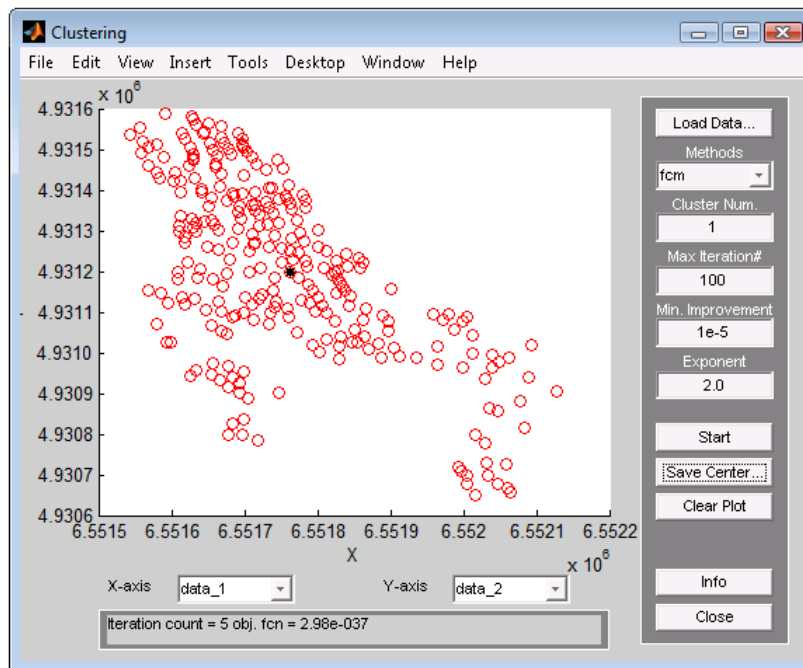 Clustering
File Edit View Insert Tools Desktop Window Help
x 10^6
4.9316
4.9315
4.9314
4.9313
4.9312
4.9311
4.9310
4.9309
4.9308
4.9307
4.9306
6.5515 6.5516 6.5517 6.5518 6.5519 6.552 6.5521 6.5522
X
x 10^6
X-axis data_1 Y-axis data_2
Iteration count = 5 obj. fcn = 2.98e-037
Load Data...
Methods
fcm
Cluster Num.
1
Max Iteration#
100
Min. Improvement
1e-5
Exponent
2.0
Start
Save Center...
Clear Plot
Info
Close